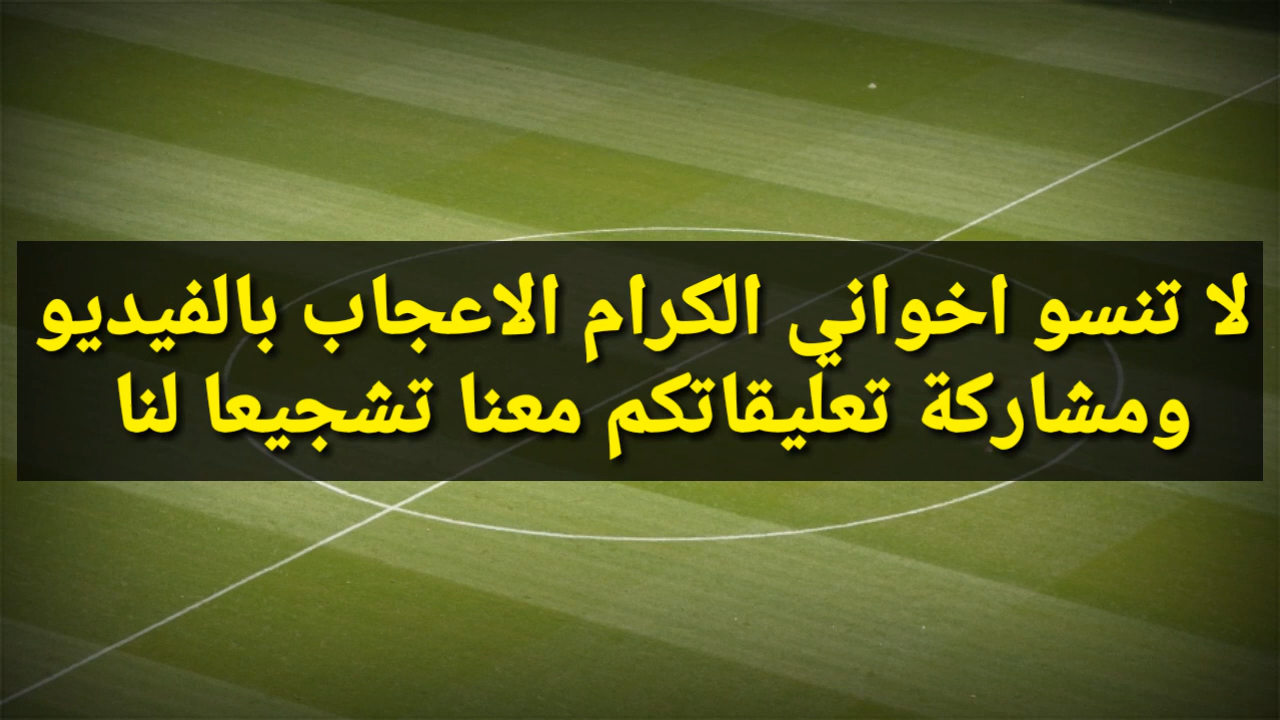 لا تنسو اخواني الكرام الاعجاب بالفيديو
ومشاركة تعليقاتكم معنا تشجيعا لنا